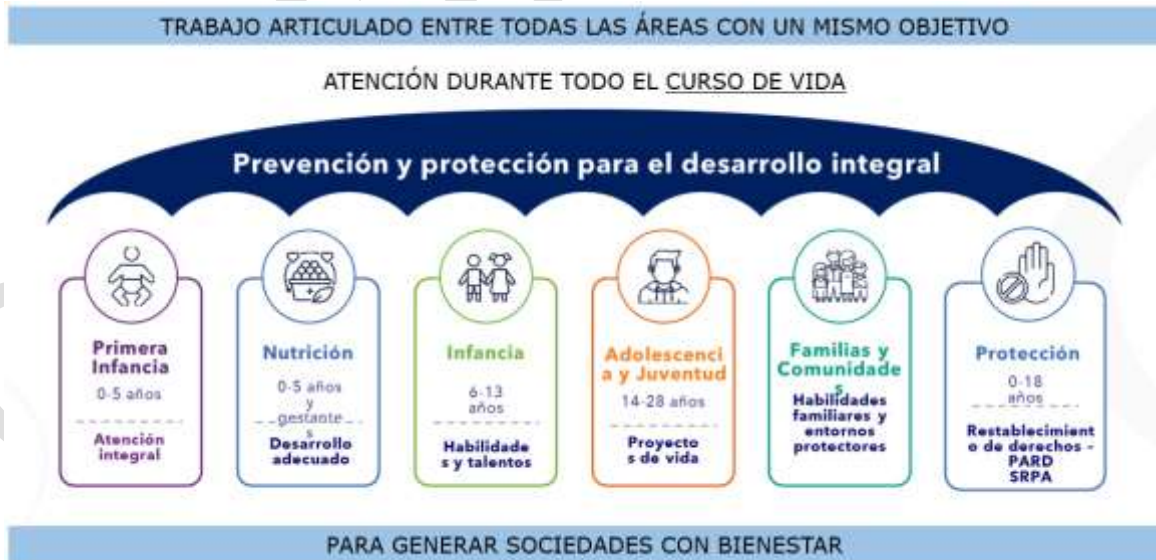 TRABAJO ARTICULADO ENTRE TODAS LAS ÁREAS CON UN MISMO OBJETIVO
ATENCIÓN DURANTE TODO EL CURSO DE VIDA
Prevención y protección para el desarrollo integral
Primera
Infancia
0-5 años
Atención
integral
Nutrición
0-5 años
y
gestante
s
Desarrollo
adecuado
Infancia
6-13
años
Habilidade
s y talentos
Adolescenci
a y Juventud
14-28 años
Proyecto
s de vida
Familias y
Comunidade
s
Habilidades
familiares y
entornos
protectores
Protección
0-18
años
Restablecimient
o de derechos -
PARD
SRPA
PARA GENERAR SOCIEDADES CON BIENESTAR